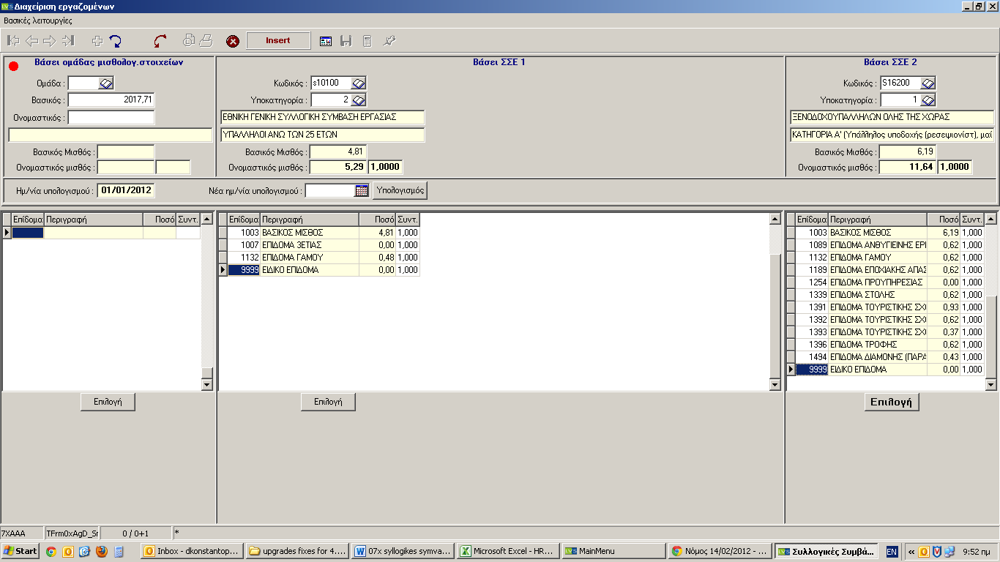 LVS Διαχείριση εργαζομένων
Βασικές λειτουργίες
Insert
Βάσει ομάδας μισθολογ.στοιχείων
Ομάδα :
Βασικός : 2017,71
Ονομαστικός :
Βασικός Μισθός :
Ονομαστικός μισθός :
Βάσει ΣΣΕ 1
Κωδικός : s10100
Υποκατηγορία : 2
ΕΘΝΙΚΗ ΓΕΝΙΚΗ ΣΥΛΛΟΓΙΚΗ ΣΥΜΒΑΣΗ ΕΡΓΑΣΙΑΣ
ΥΠΑΛΛΗΛΟΙ ΑΝΩ ΤΩΝ 25 ΕΤΩΝ
Βασικός Μισθός : 4,81
Ονομαστικός μισθός : 5,29 1,0000
Βάσει ΣΣΕ 2
Κωδικός : S16200
Υποκατηγορία : 1
ΞΕΝΟΔΟΧΟΥΠΑΛΛΗΛΩΝ ΟΛΗΣ ΤΗΣ ΧΩΡΑΣ
ΚΑΤΗΓΟΡΙΑ Α' (Υπάλληλος υποδοχής (ρεσεψιονίστ), μαί
Βασικός Μισθός : 6,19
Ονομαστικός μισθός : 11,64 1,0000
Ημ/νία υπολογισμού : 01/01/2012
Νέα ημ/νία υπολογισμού :
Υπολογισμός
Επίδομα Περιγραφή Ποσό Συντ.
Επιλογή
Επίδομα Περιγραφή Ποσό Συντ.
1003 ΒΑΣΙΚΟΣ ΜΙΣΘΟΣ 4,81 1,000
1007 ΕΠΙΔΟΜΑ 3ΕΤΙΑΣ 0,00 1,000
1132 ΕΠΙΔΟΜΑ ΓΑΜΟΥ 0,48 1,000
9999 ΕΙΔΙΚΟ ΕΠΙΔΟΜΑ 0,00 1,000
Επιλογή
Επίδομα Περιγραφή Ποσό Συντ.
1003 ΒΑΣΙΚΟΣ ΜΙΣΘΟΣ 6,19 1,000
1089 ΕΠΙΔΟΜΑ ΑΝΘΥΓΙΕΙΝΗΣ ΕΡΓ 0,62 1,000
1132 ΕΠΙΔΟΜΑ ΓΑΜΟΥ 0,62 1,000
1189 ΕΠΙΔΟΜΑ ΕΠΟΧΙΑΚΗΣ ΑΠΑΣ 0,62 1,000
1254 ΕΠΙΔΟΜΑ ΠΡΟΥΠΗΡΕΣΙΑΣ 0,00 1,000
1339 ΕΠΙΔΟΜΑ ΣΤΟΛΗΣ 0,62 1,000
1391 ΕΠΙΔΟΜΑ ΤΟΥΡΙΣΤΙΚΗΣ ΣΧΟ 0,93 1,000
1392 ΕΠΙΔΟΜΑ ΤΟΥΡΙΣΤΙΚΗΣ ΣΧΟ 0,62 1,000
1393 ΕΠΙΔΟΜΑ ΤΟΥΡΙΣΤΙΚΗΣ ΣΧΟ 0,37 1,000
1396 ΕΠΙΔΟΜΑ ΤΡΟΦΗΣ 0,62 1,000
1494 ΕΠΙΔΟΜΑ ΔΙΑΜΟΝΗΣ (ΠΑΡΑ 0,43 1,000
9999 ΕΙΔΙΚΟ ΕΠΙΔΟΜΑ 0,00 1,000
Επιλογή
7XAAA TFrm0xAgD_Sr 0 / 0+1 *
Start Inbox - dkonstantop... upgrades fixes for 4.... 07x syllogikes symva... Microsoft Excel - HR... LVS MainMenu Νόμος 14/02/2012 - ... LVS Συλλογικές Συμβά... EN « 9:52 πμ